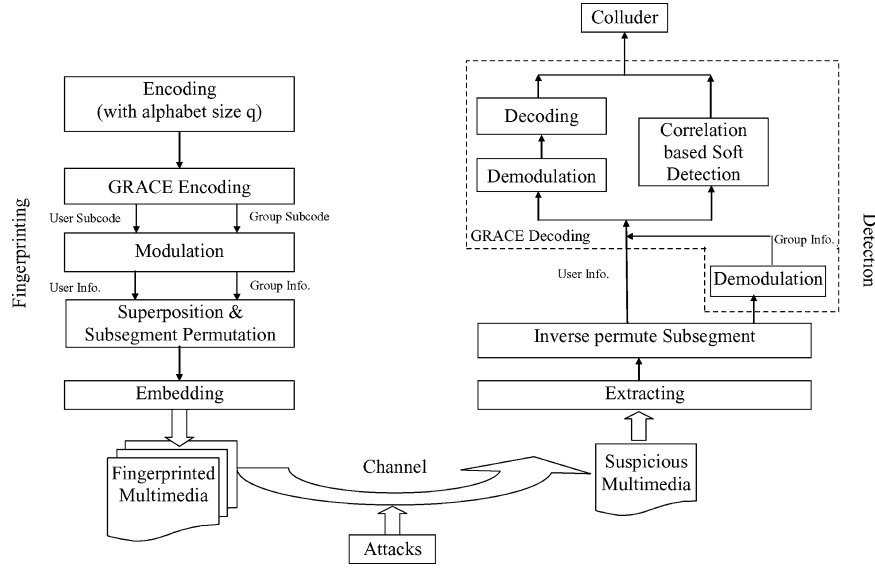 Colluder
Encoding
(with alphabet size q)
GRACE Encoding
User Subcode
Group Subcode
Modulation
User Info.
Group Info.
Superposition &
Subsegment Permutation
Embedding
Fingerprinting
Fingerprinted
Multimedia
Channel
Attacks
Suspicious
Multimedia
Extracting
Inverse permute Subsegment
User Info.
Demodulation
Group Info.
GRACE Decoding
Demodulation
Decoding
Correlation
based Soft
Detection
Detection